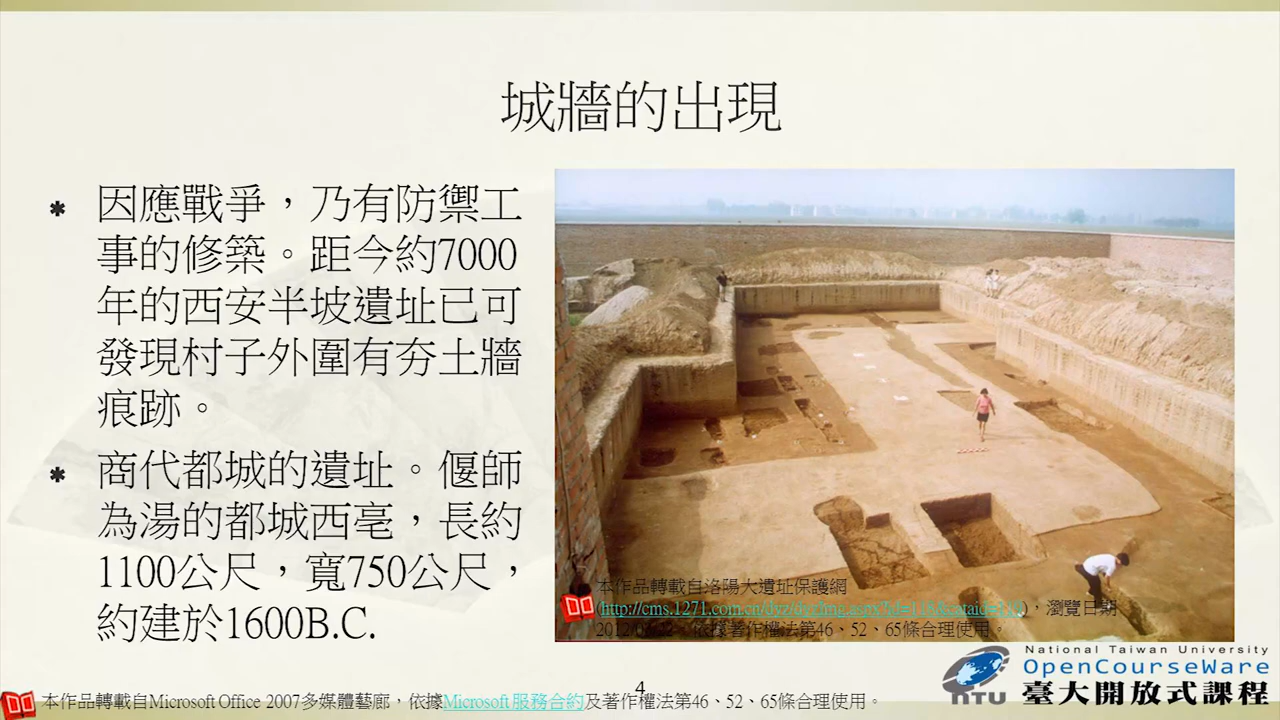 城牆的出現
* 因應戰爭，乃有防禦工
事的修築。距今約7000
年的西安半坡遺址已可
發現村子外圍有夯土牆
痕跡。
* 商代都城的遺址。偃師
為湯的都城西亳，長約
1100公尺，寬750公尺，
約建於1600B.C.
本作品轉載自洛陽大遺址保護網
，瀏覽日期
依據著作權法第46、52、65條合理使用。
4
本作品轉載自Microsoft Office 2007多媒體藝廊，依據Microsoft 服務合約及著作權法第46、52、65條合理使用。
National Taiwan University
OpenCourseWare
NTU 臺大開放式課程